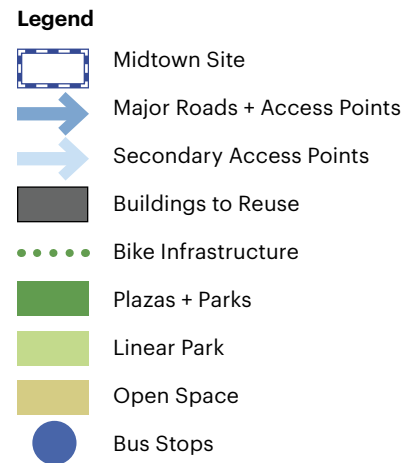 Legend
Midtown Site
Major Roads + Access Points
Secondary Access Points
Buildings to Reuse
Bike Infrastructure
Plazas + Parks
Linear Park
Open Space
Bus Stops